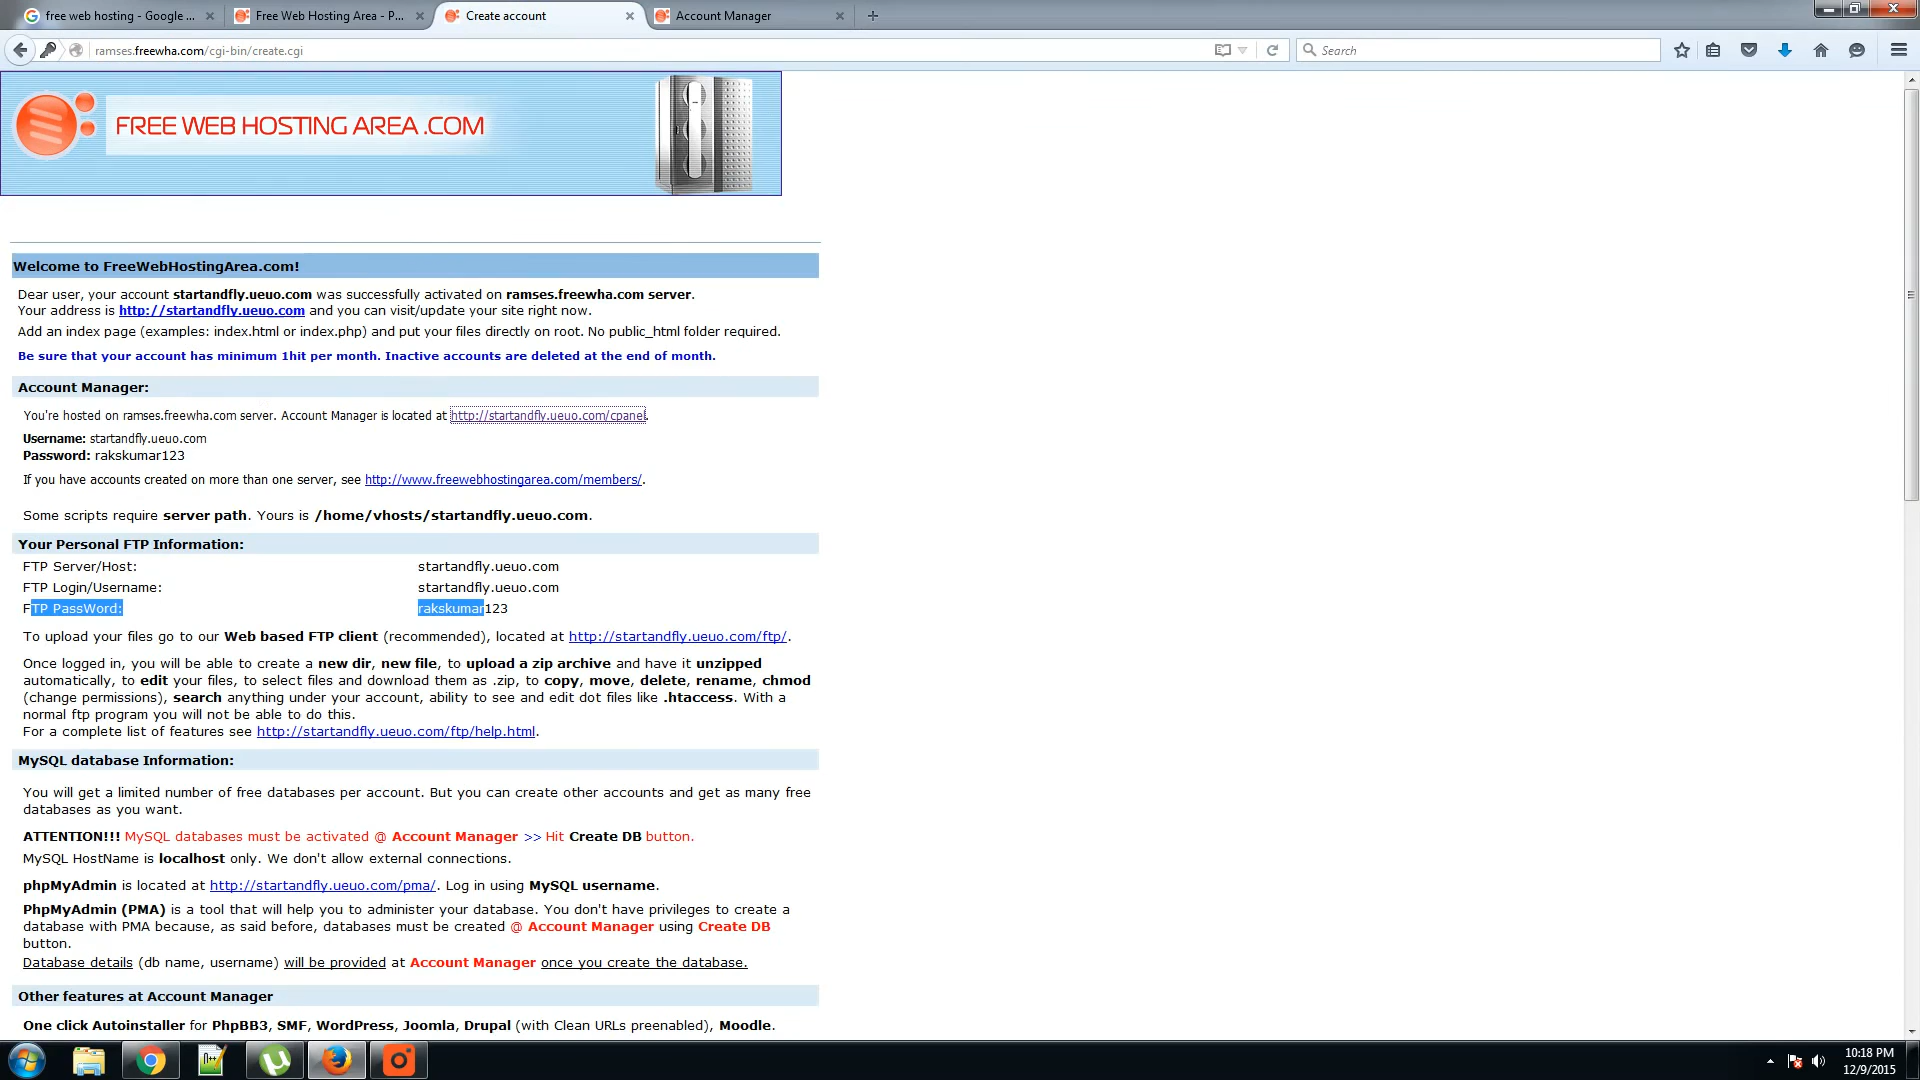 free web hosting - Google ...
Free Web Hosting Area - P...
Create account
Account Manager
ramses.freewha.com/cgi-bin/create.cgi
Search
FREE WEB HOSTING AREA .COM
Welcome to FreeWebHostingArea.com!
Dear user, your account startandfly.ueuo.com was successfully activated on ramses.freewha.com server.
Your address is http://startandfly.ueuo.com and you can visit/update your site right now.
Add an index page (examples: index.html or index.php) and put your files directly on root. No public_html folder required.
Be sure that your account has minimum 1hit per month. Inactive accounts are deleted at the end of month.
Account Manager:
You're hosted on ramses.freewha.com server. Account Manager is located at http://startandfly.ueuo.com/cpanel.
Username: startandfly.ueuo.com
Password: rakskumar123
If you have accounts created on more than one server, see http://www.freewebhostingarea.com/members/.
Some scripts require server path. Yours is /home/vhosts/startandfly.ueuo.com.
Your Personal FTP Information:
FTP Server/Host: startandfly.ueuo.com
FTP Login/Username: startandfly.ueuo.com
FTP PassWord: rakskumar123
To upload your files go to our Web based FTP client (recommended), located at http://startandfly.ueuo.com/ftp/.
Once logged in, you will be able to create a new dir, new file, to upload a zip archive and have it unzipped
automatically, to edit your files, to select files and download them as .zip, to copy, move, delete, rename, chmod
(change permissions), search anything under your account, ability to see and edit dot files like .htaccess. With a
normal ftp program you will not be able to do this.
For a complete list of features see http://startandfly.ueuo.com/ftp/help.html.
MySQL database Information:
You will get a limited number of free databases per account. But you can create other accounts and get as many free
databases as you want.
ATTENTION!!! MySQL databases must be activated @ Account Manager >> Hit Create DB button.
MySQL HostName is localhost only. We don't allow external connections.
phpMyAdmin is located at http://startandfly.ueuo.com/pma/. Log in using MySQL username.
PhpMyAdmin (PMA) is a tool that will help you to administer your database. You don't have privileges to create a
database with PMA because, as said before, databases must be created @ Account Manager using Create DB
button.
Database details (db name, username) will be provided at Account Manager once you create the database.
Other features at Account Manager
One click Autoinstaller for PhpBB3, SMF, WordPress, Joomla, Drupal (with Clean URLs preenabled), Moodle.
10:18 PM
12/9/2015